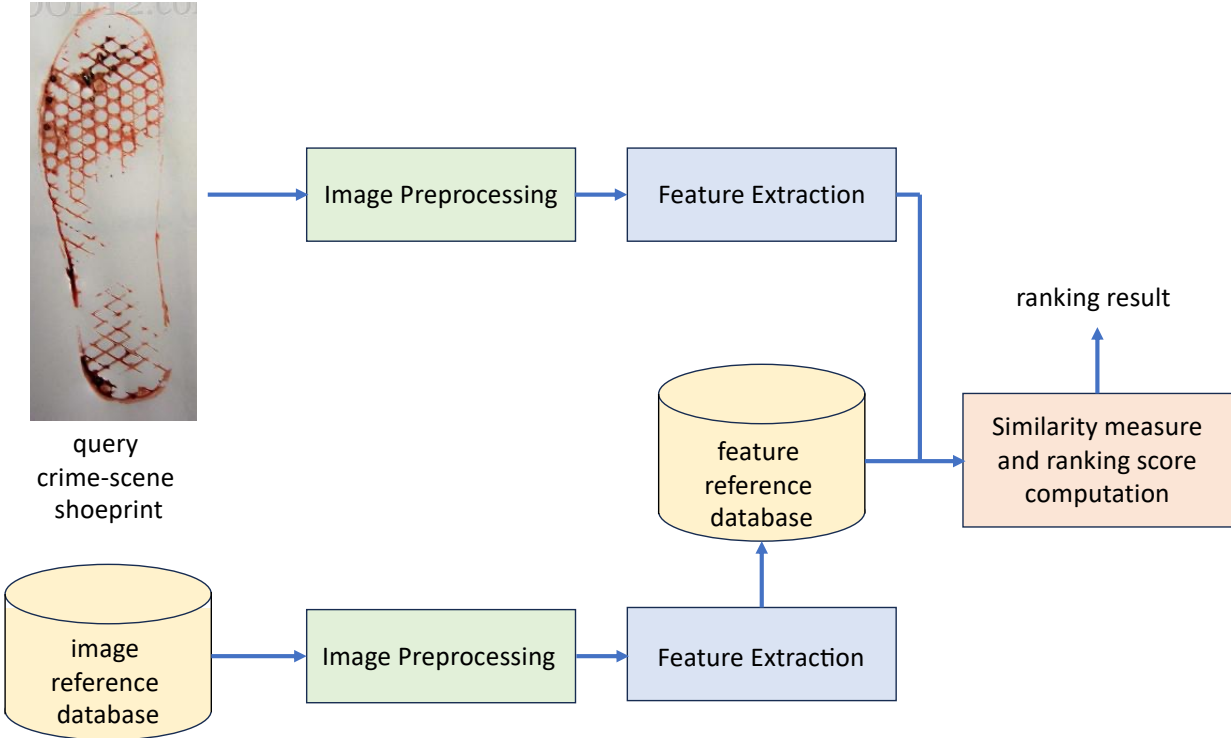 Image Preprocessing
Feature Extraction
ranking result
query
crime-scene
shoeprint
feature
reference
database
Similarity measure
and ranking score
computation
image
reference
database
Image Preprocessing
Feature Extraction